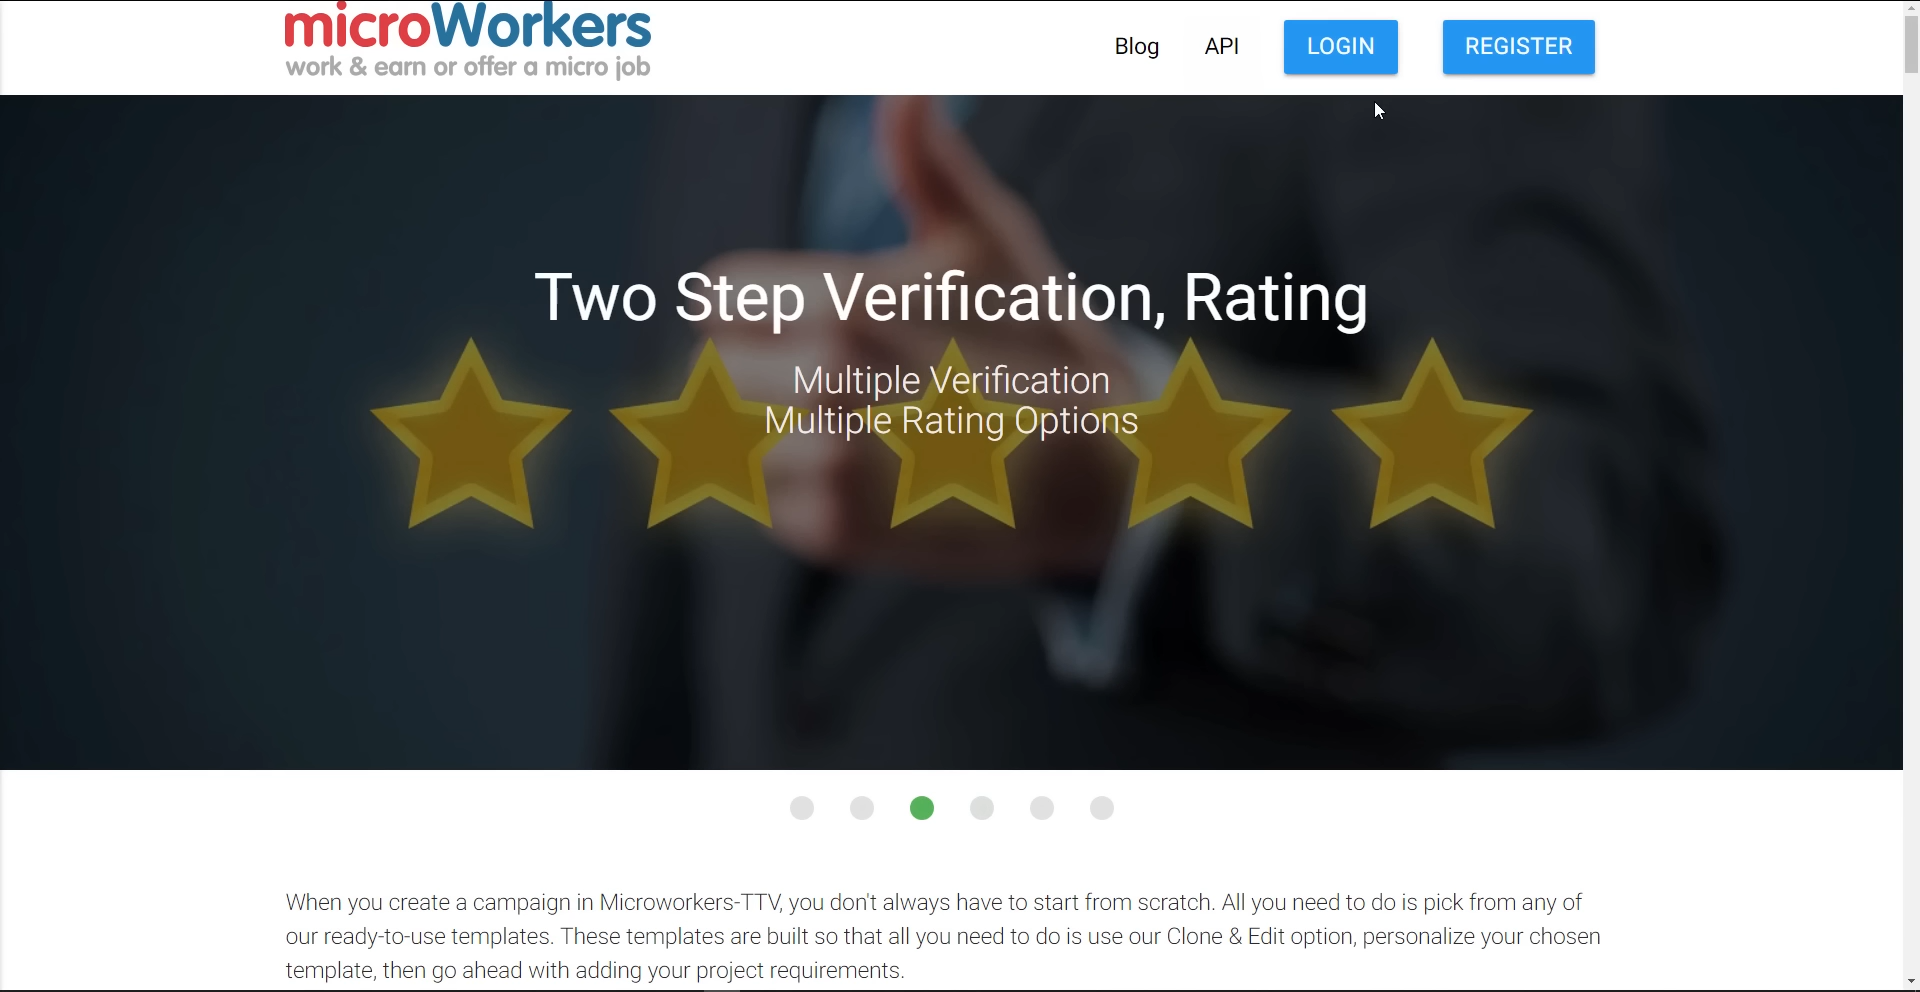 microWorkers
work & earn or offer a micro job
Blog
API
LOGIN
REGISTER
Two Step Verification, Rating
Multiple Verification
Multiple Rating Options
When you create a campaign in Microworkers-TTV, you don't always have to start from scratch. All you need to do is pick from any of
our ready-to-use templates. These templates are built so that all you need to do is use our Clone & Edit option, personalize your chosen
template, then go ahead with adding your project requirements.